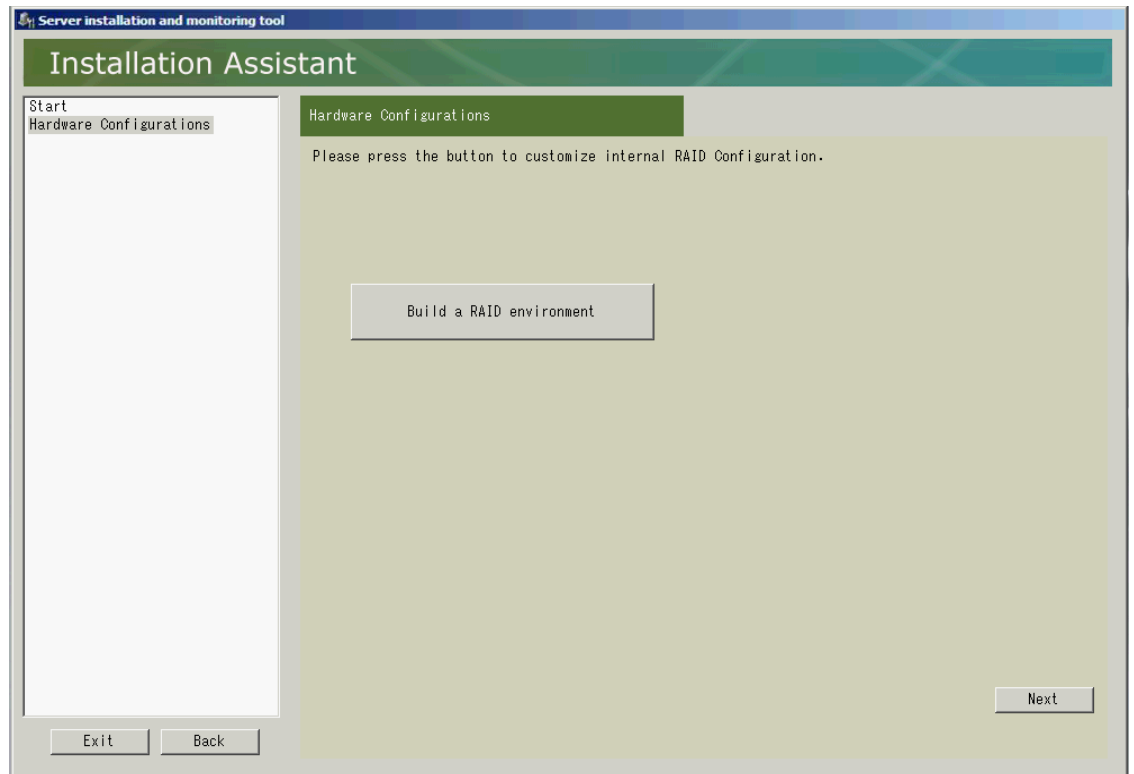 Server installation and monitoring tool
Installation Assistant
Start
Hardware Configurations
Hardware Configurations
Please press the button to customize internal RAID Configuration.
Build a RAID environment
Next
Exit
Back